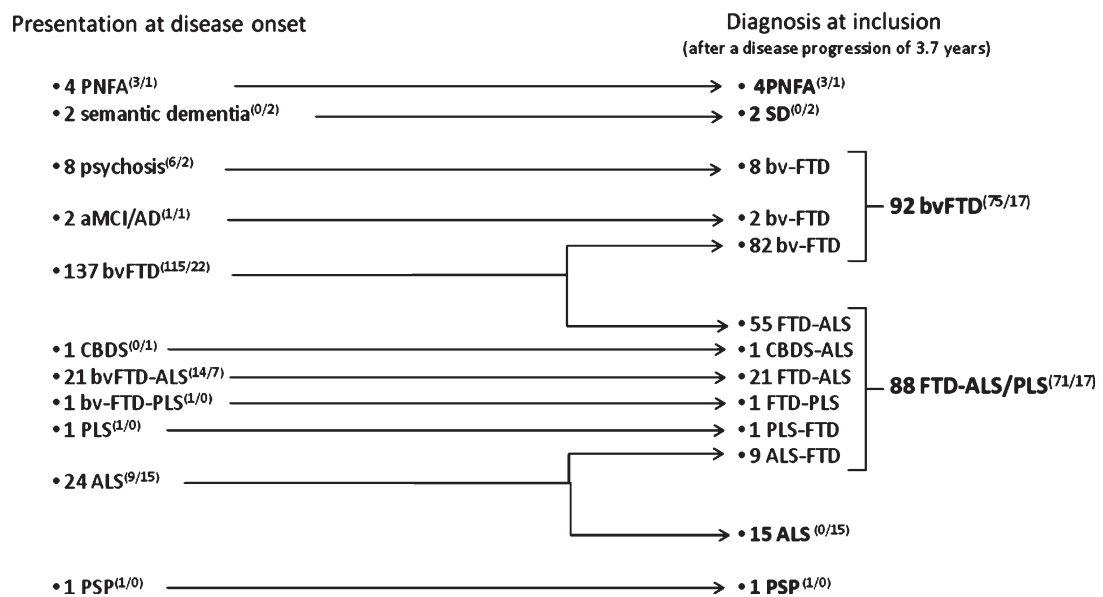 Presentation at disease onset
Diagnosis at inclusion
(after a disease progression of 3.7 years)
• 4 PNFA(3/1)
• 4PNFA(3/1)
• 2 semantic dementia(0/2)
• 2 SD(0/2)
• 8 psychosis(6/2)
• 8 bv-FTD
• 2 aMCI/AD(1/1)
• 2 bv-FTD
92 bvFTD(75/17)
• 82 bv-FTD
• 137 bvFTD(115/22)
• 55 FTD-ALS
• 1 CBDS(0/1)
• 1 CBDS-ALS
• 21 bvFTD-ALS(14/7)
• 21 FTD-ALS
88 FTD-ALS/PLS(71/17)
• 1 bv-FTD-PLS(1/0)
• 1 FTD-PLS
• 1 PLS(1/0)
• 1 PLS-FTD
• 9 ALS-FTD
• 24 ALS(9/15)
• 15 ALS (0/15)
• 1 PSP(1/0)
• 1 PSP(1/0)